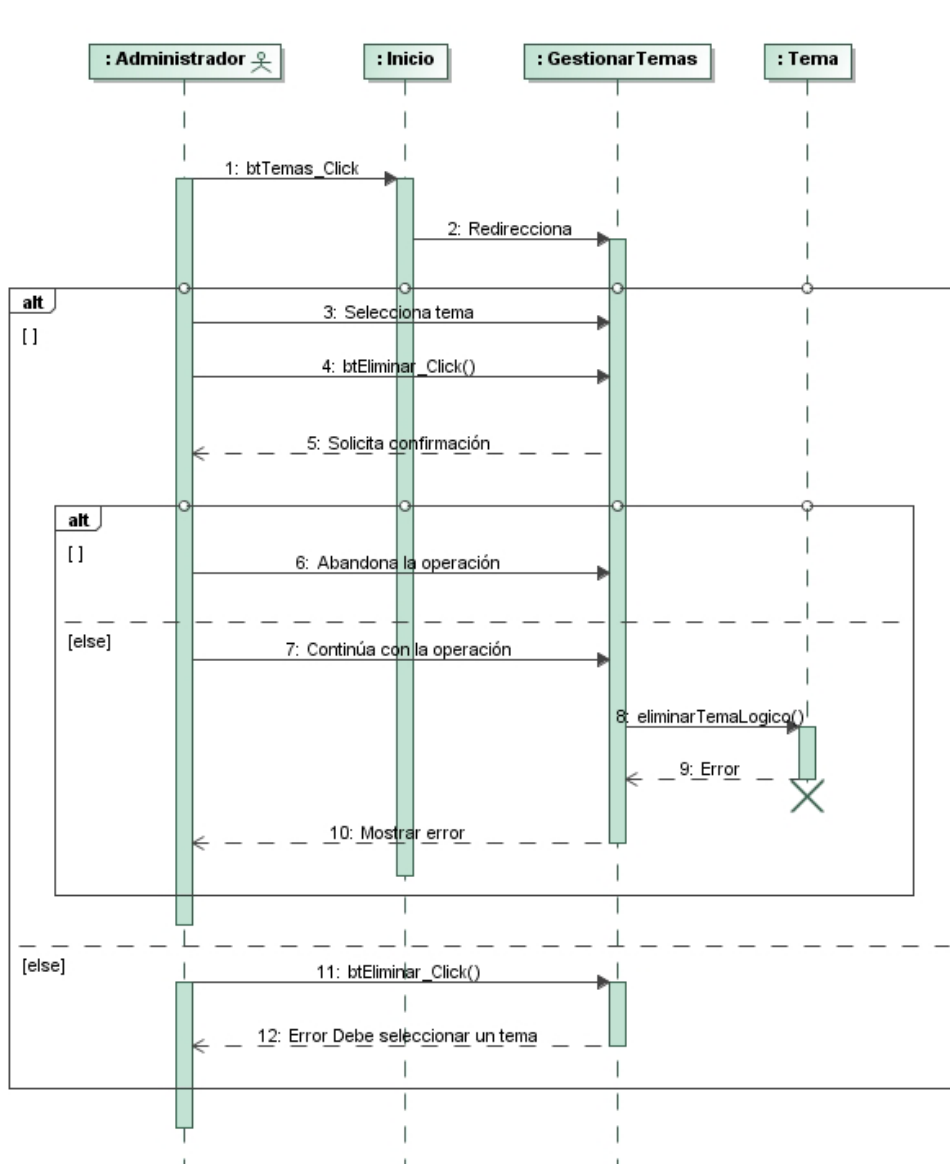 : Administrador
: Inicio
: GestionarTemas
: Tema
1: btTemas_Click
2: Redirecciona
alt
[ ]
3: Selecciona tema
4: btEliminar_Click()
5: Solicita confirmación
alt
[ ]
6: Abandona la operación
[else]
7: Continúa con la operación
8: eliminarTemaLogico()
9: Error
10: Mostrar error
[else]
11: btEliminar_Click()
12: Error Debe seleccionar un tema